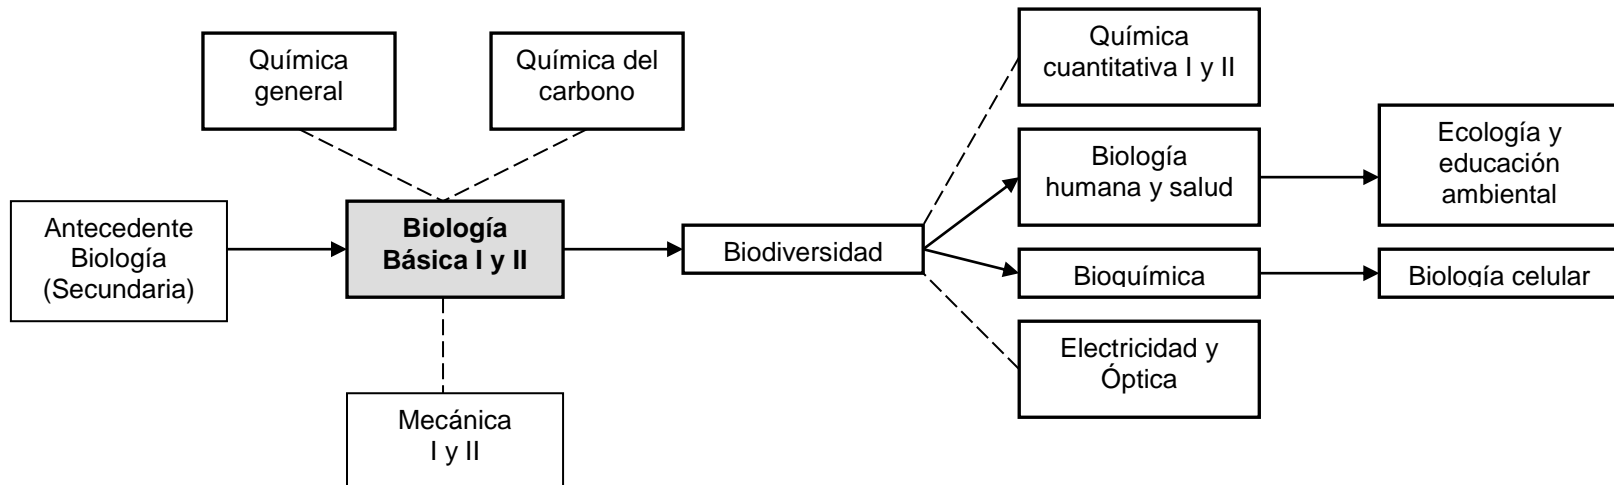 Química
general
Química del
carbono
Química
cuantitativa I y II
Antecedente
Biología
(Secundaria)
Biología
Básica I y II
Biodiversidad
Biología
humana y salud
Ecología y
educación
ambiental
Bioquímica
Biología celular
Electricidad y
Óptica
Mecánica
I y II